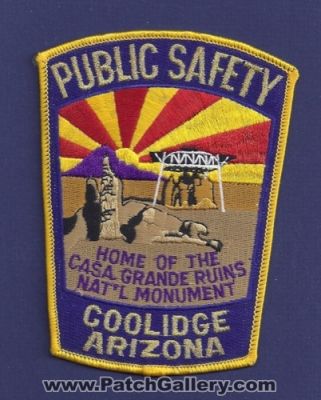 PUBLIC SAFETY
HOME OF THE
CASA GRANDE RUINS
NAT'L MONUMENT
COOLIDGE
ARIZONA
www.PatchGallery.com